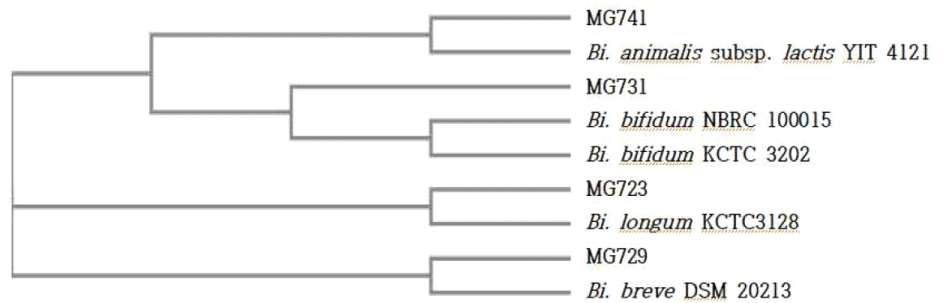 MG741
Bi. animalis subsp. lactis YIT 4121
MG731
Bi. bifidum NBRC 100015
Bi. bifidum KCTC 3202
MG723
Bi. longum KCTC3128
MG729
Bi. breve DSM 20213